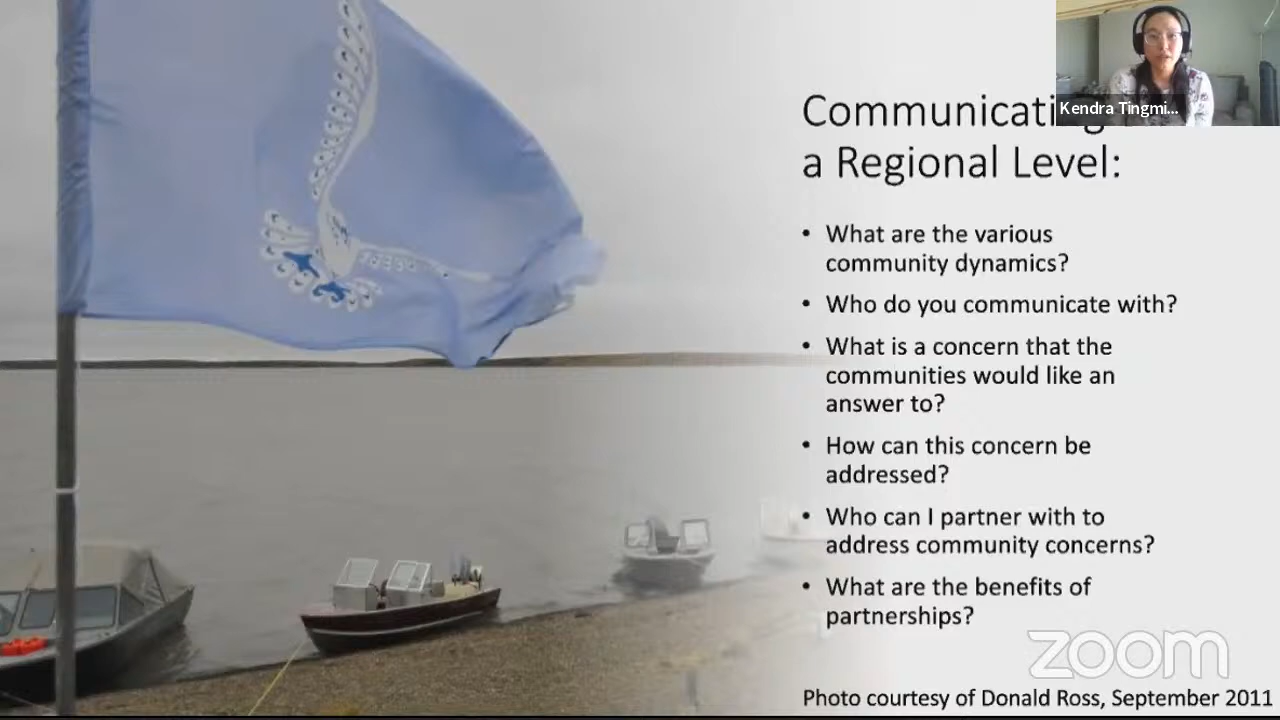 Communicati
a Regional Level:
• What are the various
community dynamics?
• Who do you communicate with?
• What is a concern that the
communities would like an
answer to?
• How can this concern be
addressed?
• Who can I partner with to
address community concerns?
• What are the benefits of
partnerships?
Photo courtesy of Donald Ross, September 2011
Kendra Tingmi...
zoom